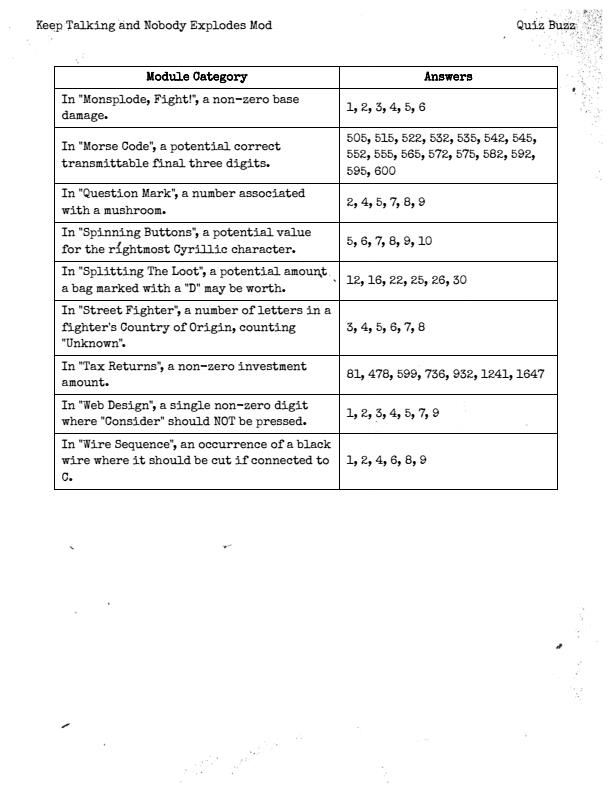 Keep Talking and Nobody Explodes Mod
Quiz Buzz
Module Category
Answers
In "Monsplode, Fight!", a non-zero base
damage.
1, 2, 3, 4, 5, 6
In "Morse Code", a potential correct
transmittable final three digits.
505, 515, 522, 532, 535, 542, 545,
552, 555, 565, 572, 575, 582, 592,
595, 600
In "Question Mark", a number associated
with a mushroom.
2, 4, 5, 7, 8, 9
In "Spinning Buttons", a potential value
for the rightmost Cyrillic character.
5, 6, 7, 8, 9, 10
In "Splitting The Loot", a potential amount
a bag marked with a "D" may be worth.
12, 16, 22, 25, 26, 30
In "Street Fighter", a number of letters in a
fighter's Country of Origin, counting
"Unknown".
3, 4, 5, 6, 7, 8
In "Tax Returns", a non-zero investment
amount.
81, 478, 599, 736, 932, 1241, 1647
In "Web Design", a single non-zero digit
where "Consider" should NOT be pressed.
1, 2, 3, 4, 5, 7, 9
In "Wire Sequence", an occurrence of a black
wire where it should be cut if connected to
C.
1, 2, 4, 6, 8, 9